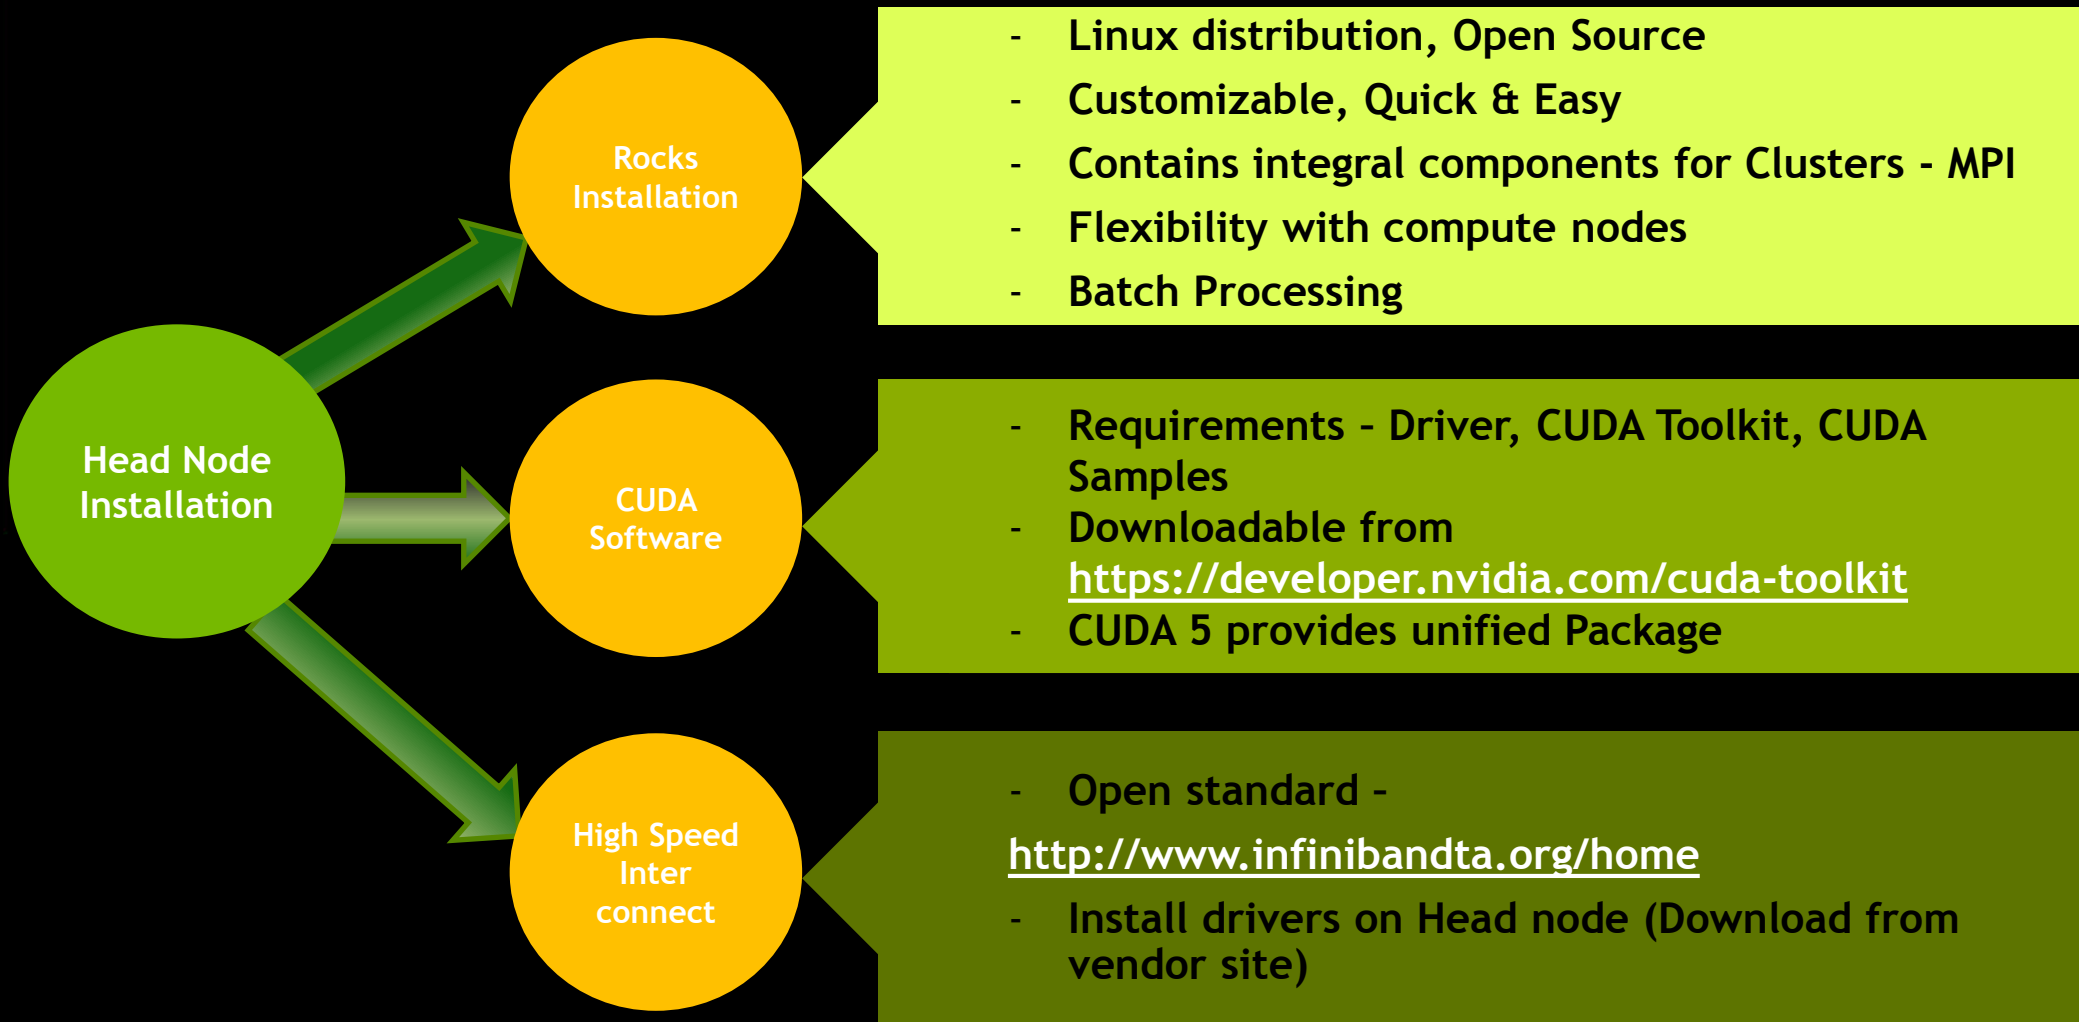 Head Node
Installation
Rocks
Installation
- Linux distribution, Open Source
- Customizable, Quick & Easy
- Contains integral components for Clusters - MPI
- Flexibility with compute nodes
- Batch Processing
CUDA
Software
- Requirements – Driver, CUDA Toolkit, CUDA
Samples
- Downloadable from
https://developer.nvidia.com/cuda-toolkit
- CUDA 5 provides unified Package
High Speed
Inter
connect
- Open standard –
http://www.infinibandta.org/home
- Install drivers on Head node (Download from
vendor site)